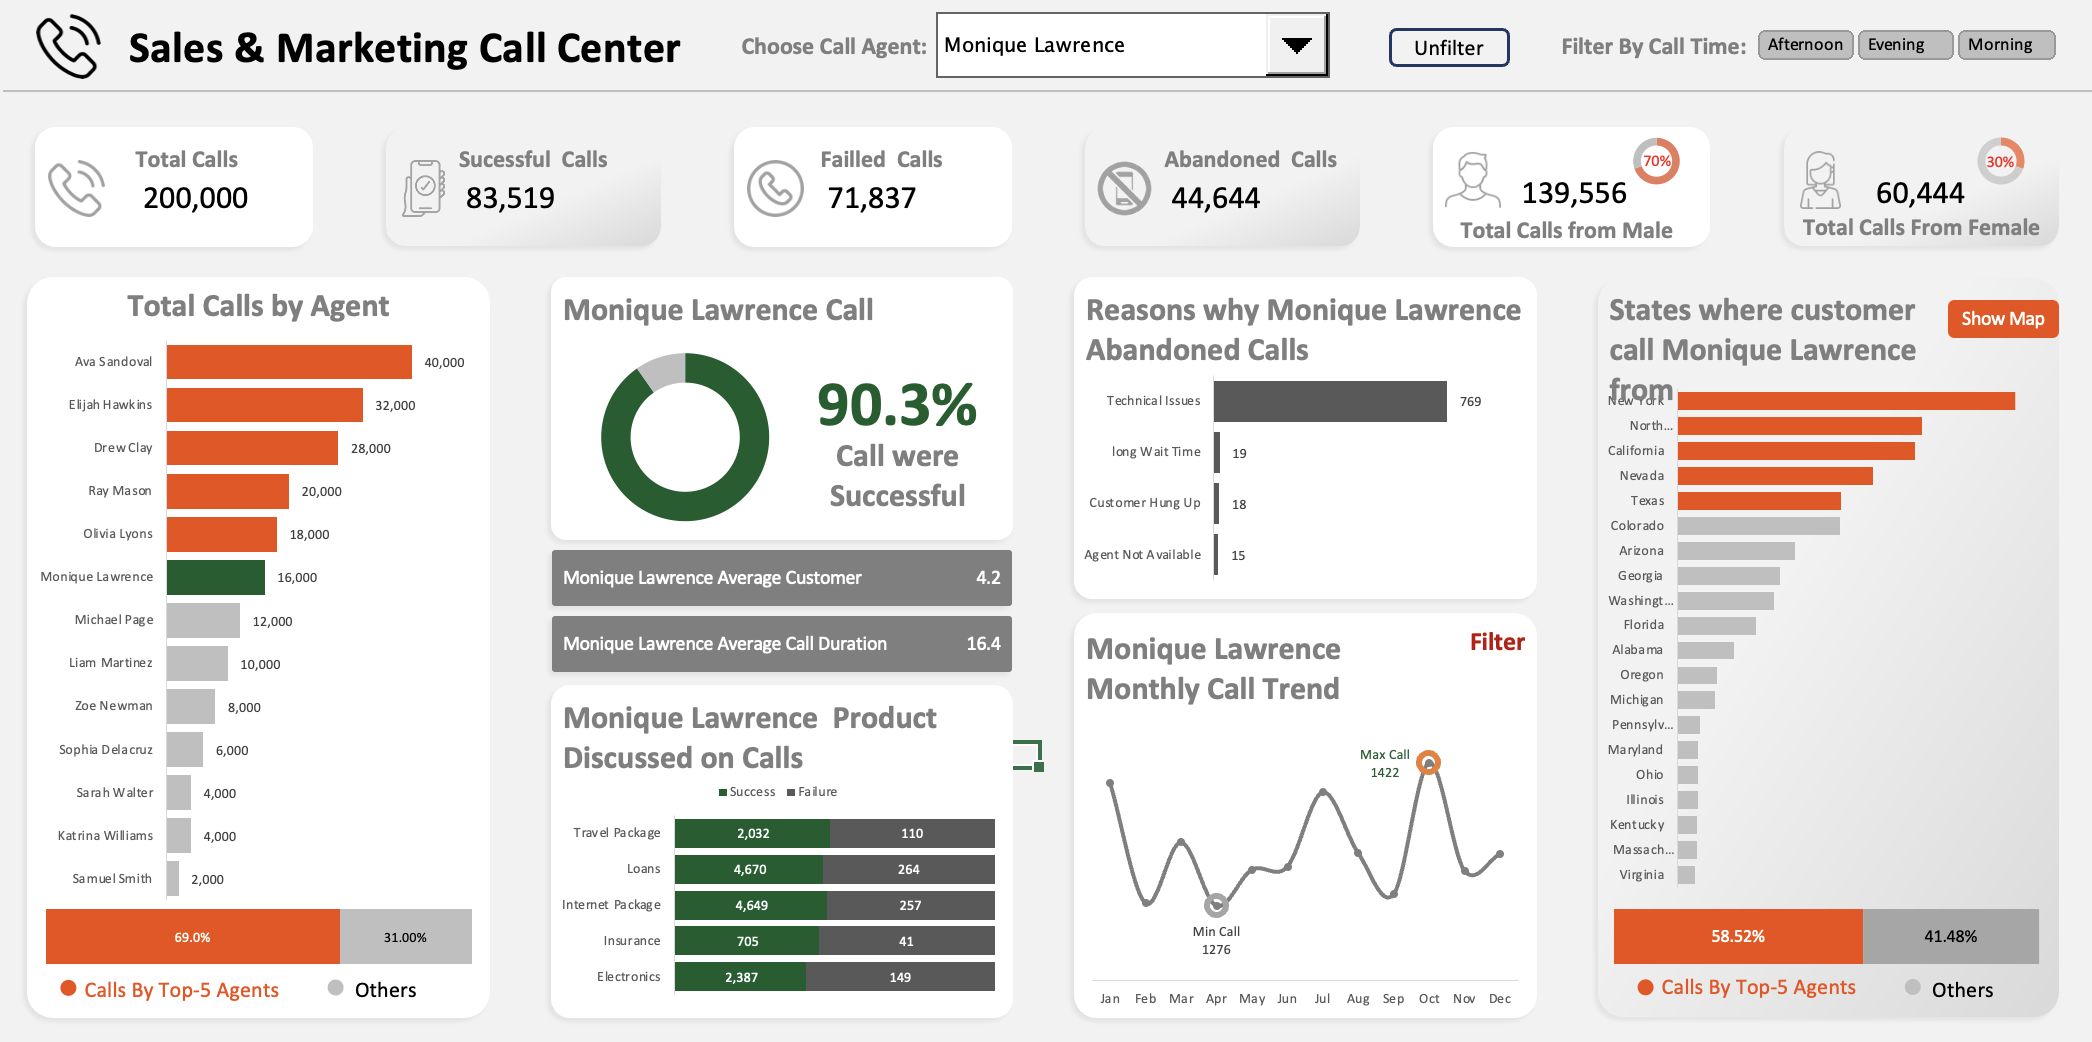 Sales & Marketing Call Center
Choose Call Agent:
Monique Lawrence
Unfilter
Filter By Call Time:
Afternoon
Evening
Morning
Total Calls
200,000
Sucessful Calls
83,519
Failled Calls
71,837
Abandoned Calls
44,644
70%
139,556
Total Calls from Male
30%
60,444
Total Calls From Female
Total Calls by Agent
Ava Sandoval 40,000
Elijah Hawkins 32,000
Drew Clay 28,000
Ray Mason 20,000
Olivia Lyons 18,000
Monique Lawrence 16,000
Michael Page 12,000
Liam Martinez 10,000
Zoe Newman 8,000
Sophia Delacruz 6,000
Sarah Walter 4,000
Katrina Williams 4,000
Samuel Smith 2,000
69.0% 31.00%
Calls By Top-5 Agents Others
Monique Lawrence Call
90.3%
Call were
Successful
Monique Lawrence Average Customer 4.2
Monique Lawrence Average Call Duration 16.4
Monique Lawrence Product
Discussed on Calls
Success Failure
Travel Package 2,032 110
Loans 4,670 264
Internet Package 4,649 257
Insurance 705 41
Electronics 2,387 149
Reasons why Monique Lawrence
Abandoned Calls
Technical Issues 769
long Wait Time 19
Customer Hung Up 18
Agent Not Available 15
Monique Lawrence
Monthly Call Trend
Filter
Max Call
1422
Min Call
1276
Jan Feb Mar Apr May Jun Jul Aug Sep Oct Nov Dec
States where customer
call Monique Lawrence
from
Show Map
New York
North...
California
Nevada
Texas
Colorado
Arizona
Georgia
Washingt...
Florida
Alabama
Oregon
Michigan
Pennsylv...
Maryland
Ohio
Illinois
Kentucky
Massach...
Virginia
58.52% 41.48%
Calls By Top-5 Agents Others